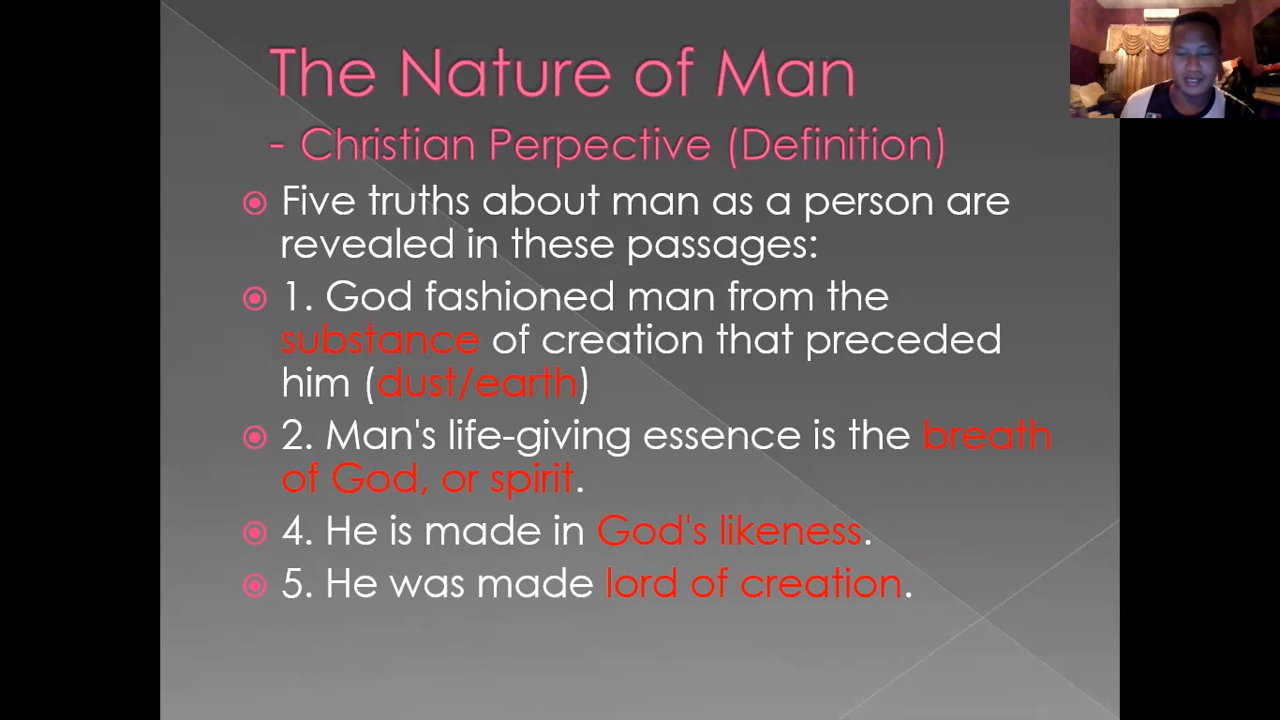 The Nature of Man
- Christian Perpective (Definition)
Five truths about man as a person are
revealed in these passages:
1. God fashioned man from the
substance of creation that preceded
him (dust/earth)
2. Man's life-giving essence is the breath
of God, or spirit.
4. He is made in God's likeness.
5. He was made lord of creation.